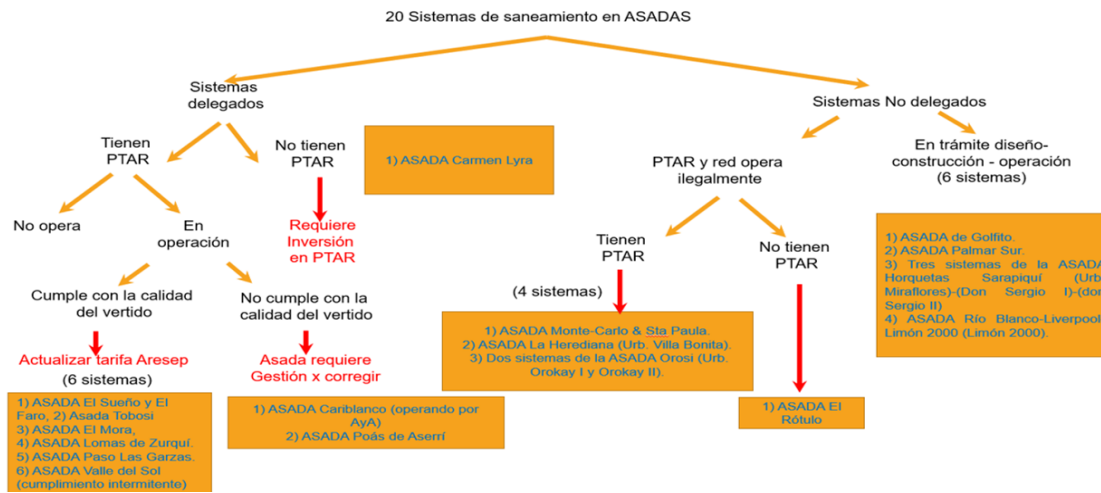 20 Sistemas de saneamiento en ASADAS
Sistemas
delegados
Sistemas No delegados
Tienen
PTAR
No tienen
PTAR
1) ASADA Carmen Lyra
PTAR y red opera
ilegalmente
En trámite diseño-
construcción - operación
(6 sistemas)
No opera
En
operación
Requiere
Inversión
en PTAR
Tienen
PTAR
No tienen
PTAR
1) ASADA de Golfito.
2) ASADA Palmar Sur.
3) Tres sistemas de la ASADA
Horquetas Sarapiquí (Urb.
Miraflores)-(Don Sergio I)-(don
Sergio II)
4) ASADA Río Blanco-Liverpool,
Limón 2000 (Limón 2000).
Cumple con la calidad
del vertido
No cumple con la
calidad del vertido
(4 sistemas)
1) ASADA Monte-Carlo & Sta Paula.
2) ASADA La Herediana (Urb. Villa Bonita).
3) Dos sistemas de la ASADA Orosi (Urb.
Orokay I y Orokay II).
Actualizar tarifa Aresep
(6 sistemas)
Asada requiere
Gestión x corregir
1) ASADA El Sueño y El
Faro, 2) Asada Tobosi
3) ASADA El Mora,
4) ASADA Lomas de Zurquí.
5) ASADA Paso Las Garzas.
6) ASADA Valle del Sol
(cumplimiento intermitente)
1) ASADA Cariblanco (operando por
AyA)
2) ASADA Poás de Aserrí
1) ASADA El
Rótulo